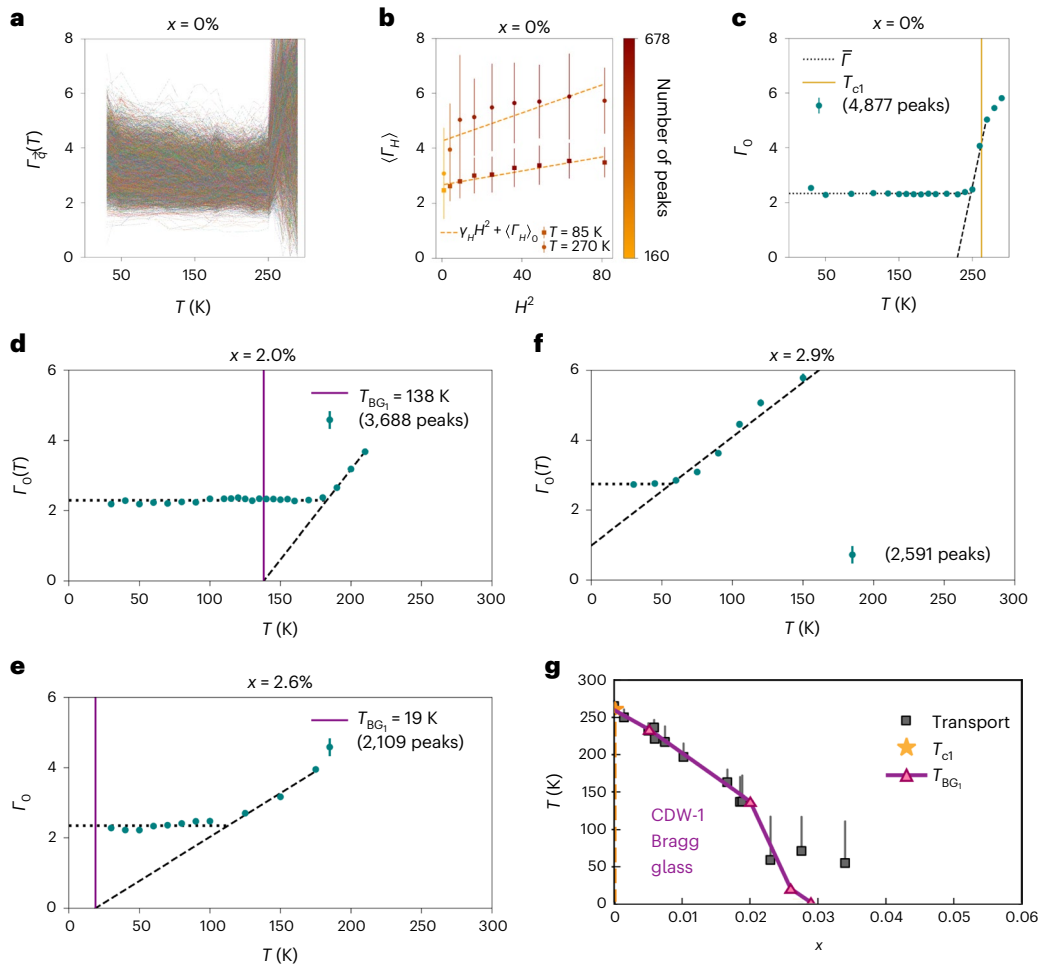 a
x = 0%
8
6
4
2
0
Γq⃗(T)
50
150
250
T (K)
b
x = 0%
8
6
4
2
0
⟨ΓH⟩
γHH² + ⟨ΓH⟩0
T = 85 K
T = 270 K
0
20
40
60
80
H²
678
Number of peaks
160
c
x = 0%
8
6
4
2
0
Γ0
Γ̅
Tc1
(4,877 peaks)
50
150
250
T (K)
d
x = 2.0%
6
4
2
0
Γ0(T)
TBG1 = 138 K
(3,688 peaks)
0
50
100
150
200
250
300
T (K)
f
x = 2.9%
6
4
2
0
Γ0(T)
(2,591 peaks)
0
50
100
150
200
250
300
T (K)
e
x = 2.6%
6
4
2
0
Γ0
TBG1 = 19 K
(2,109 peaks)
0
50
100
150
200
250
300
T (K)
g
300
250
200
150
100
50
0
T (K)
Transport
Tc1
TBG1
CDW-1
Bragg
glass
0
0.01
0.02
0.03
0.04
0.05
0.06
x